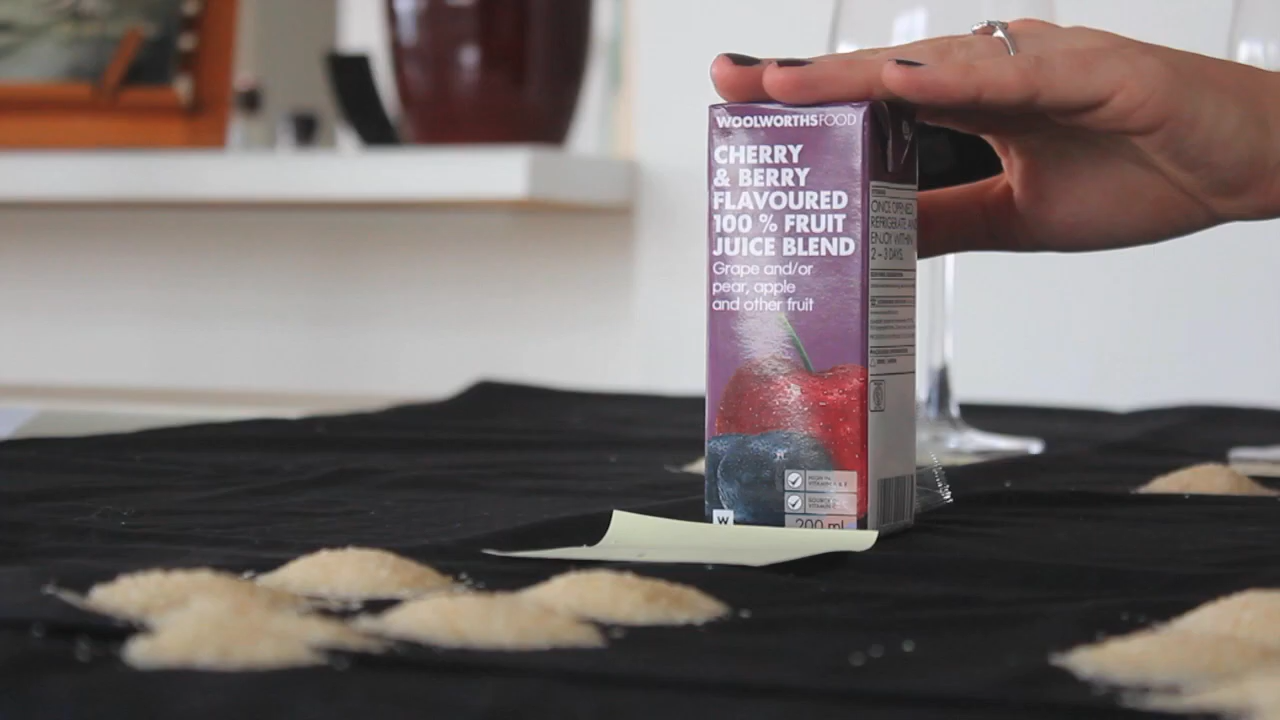 WOOLWORTHSFOOD
CHERRY
& BERRY
FLAVOURED
100 % FRUIT
JUICE BLEND
Grape and/or
pear, apple
and other fruit
W
200 ml
ONCE OPENED,
REFRIGERATE AND
ENJOY WITHIN
2 – 3 DAYS.